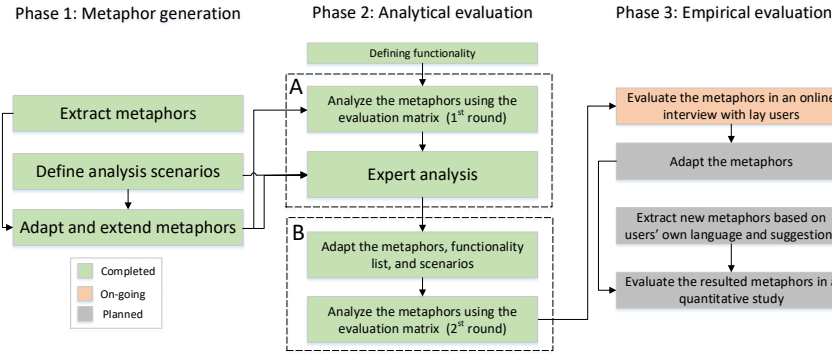 Phase 1: Metaphor generation
Extract metaphors
Define analysis scenarios
Adapt and extend metaphors
Completed
On-going
Planned
Phase 2: Analytical evaluation
Defining functionality
A
Analyze the metaphors using the
evaluation matrix (1st round)
Expert analysis
B
Adapt the metaphors, functionality
list, and scenarios
Analyze the metaphors using the
evaluation matrix (2st round)
Phase 3: Empirical evaluation
Evaluate the metaphors in an online
interview with lay users
Adapt the metaphors
Extract new metaphors based on
users' own language and suggestion
Evaluate the resulted metaphors in a
quantitative study